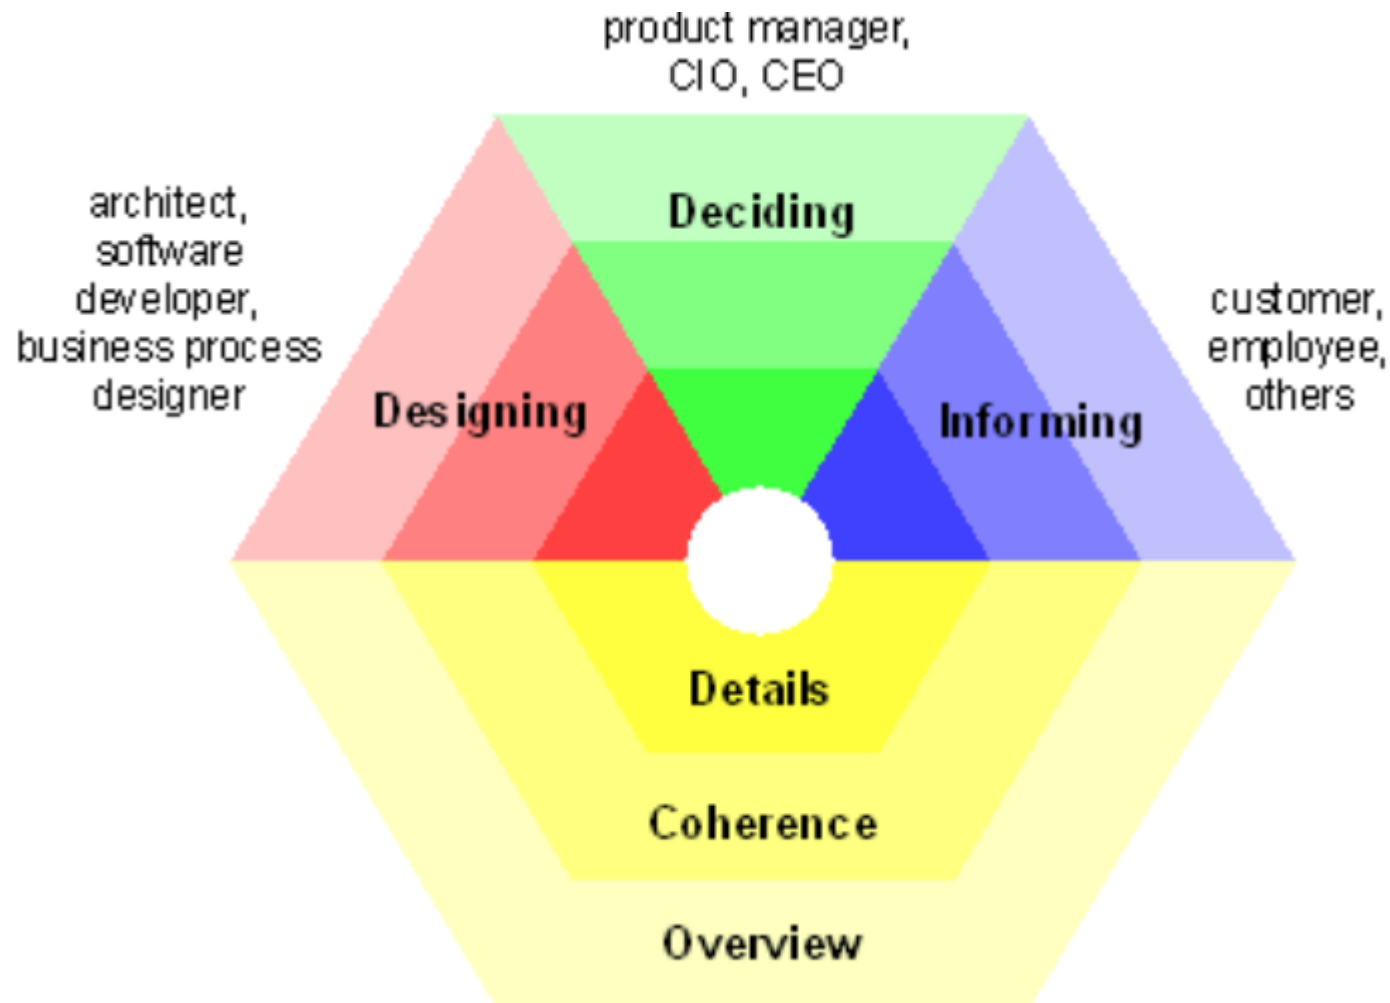 product manager,
CIO, CEO
Deciding
architect,
software
developer,
business process
designer
Designing
Informing
customer,
employee,
others
Details
Coherence
Overview